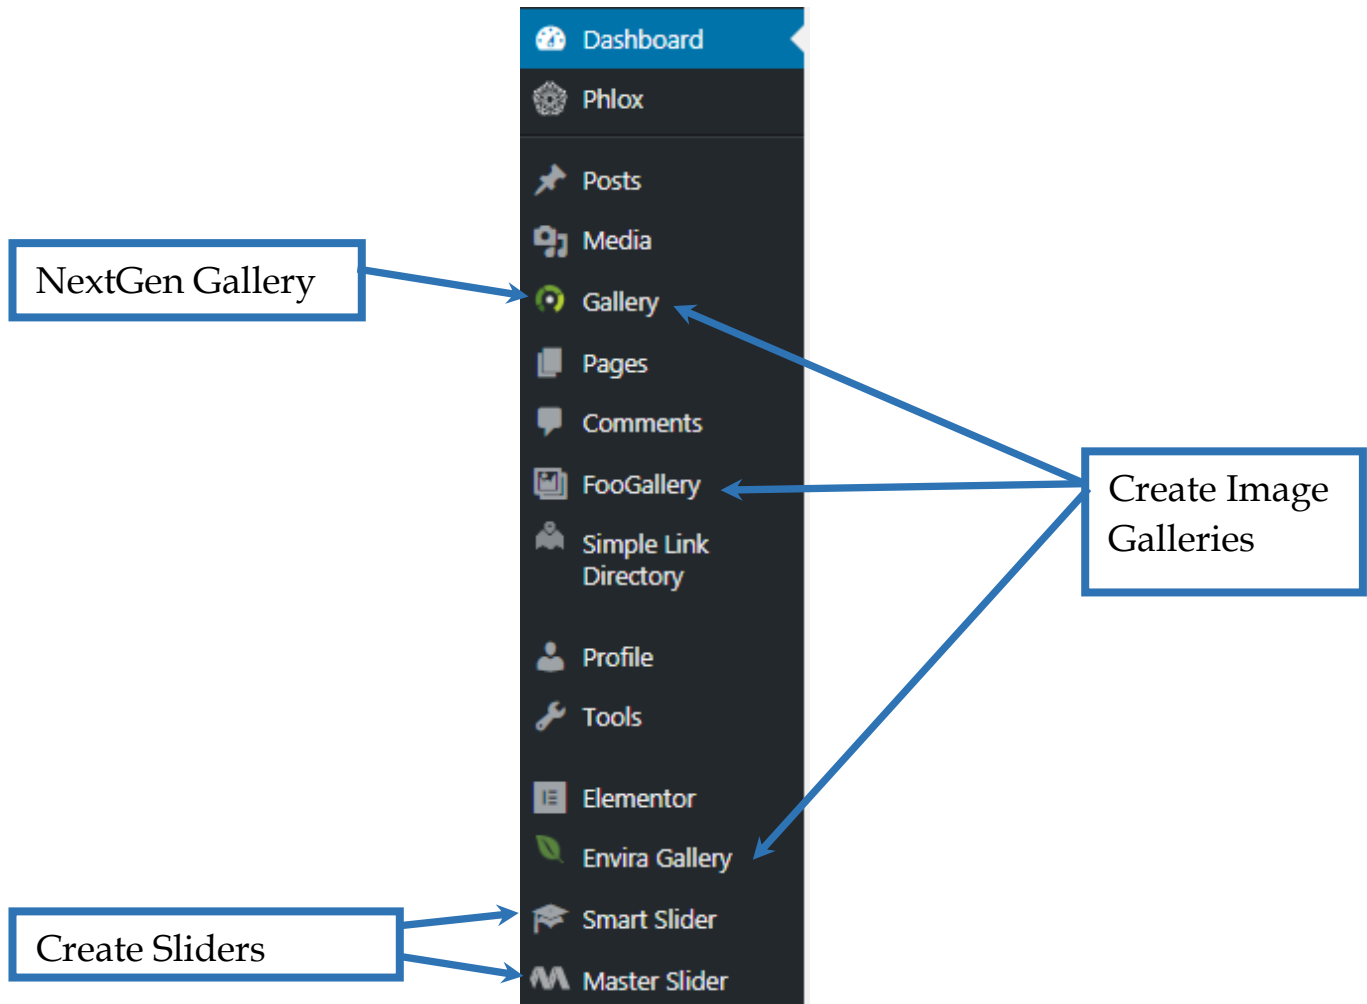 Dashboard
Phlox
Posts
Media
NextGen Gallery
Gallery
Pages
Comments
FooGallery
Create Image
Galleries
Simple Link
Directory
Profile
Tools
Elementor
Envira Gallery
Smart Slider
Create Sliders
Master Slider